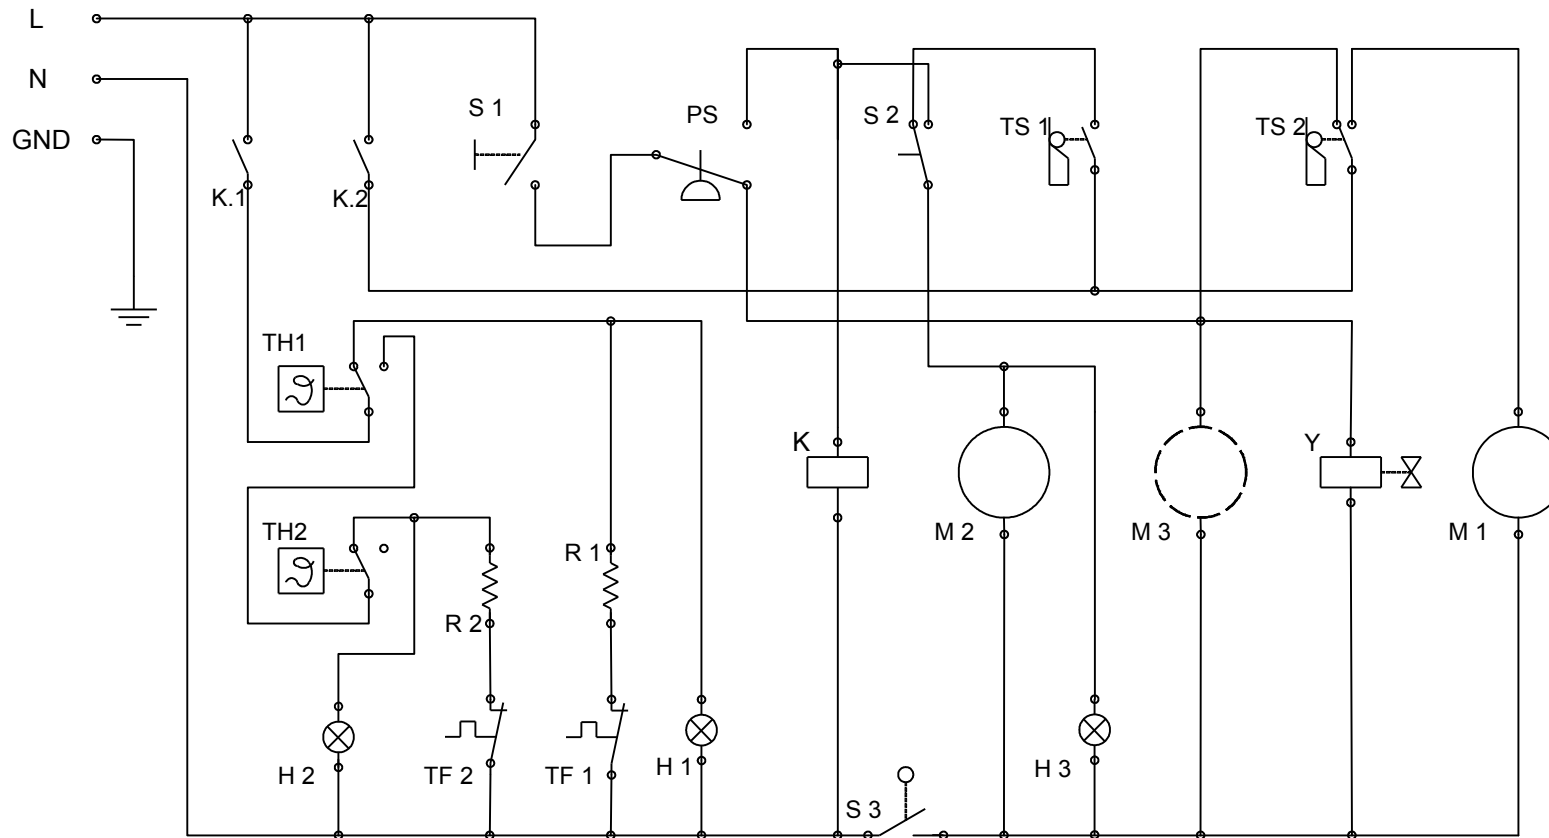 L
N
GND
S 1
PS
S 2
TS 1
TS 2
K.1
K.2
TH1
K
Y
TH2
M 2
M 3
M 1
R 1
R 2
H 2
TF 2
TF 1
H 1
S 3
H 3